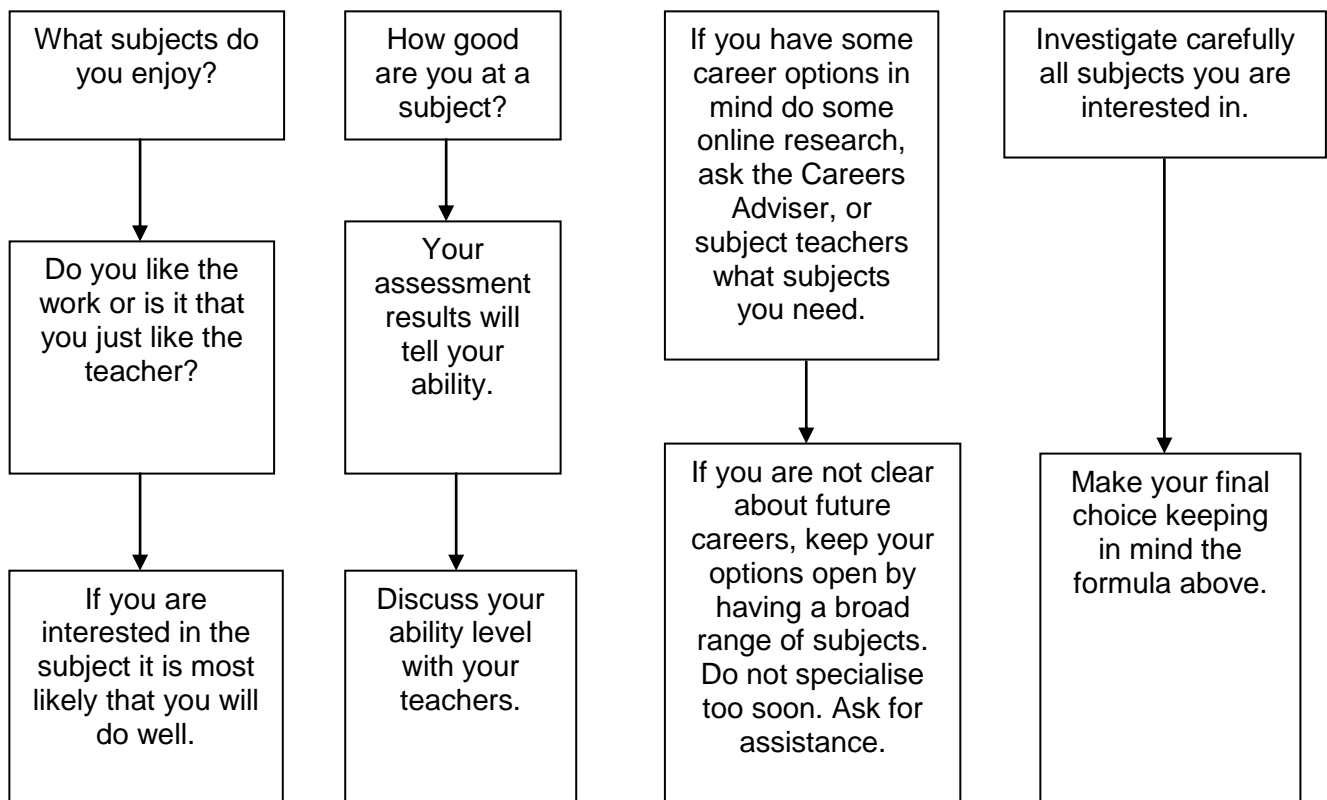 What subjects do
you enjoy?
Do you like the
work or is it that
you just like the
teacher?
If you are
interested in the
subject it is most
likely that you will
do well.
How good
are you at a
subject?
Your
assessment
results will
tell your
ability.
Discuss your
ability level
with your
teachers.
If you have some
career options in
mind do some
online research,
ask the Careers
Adviser, or
subject teachers
what subjects
you need.
If you are not clear
about future
careers, keep your
options open by
having a broad
range of subjects.
Do not specialise
too soon. Ask for
assistance.
Investigate carefully
all subjects you are
interested in.
Make your final
choice keeping
in mind the
formula above.